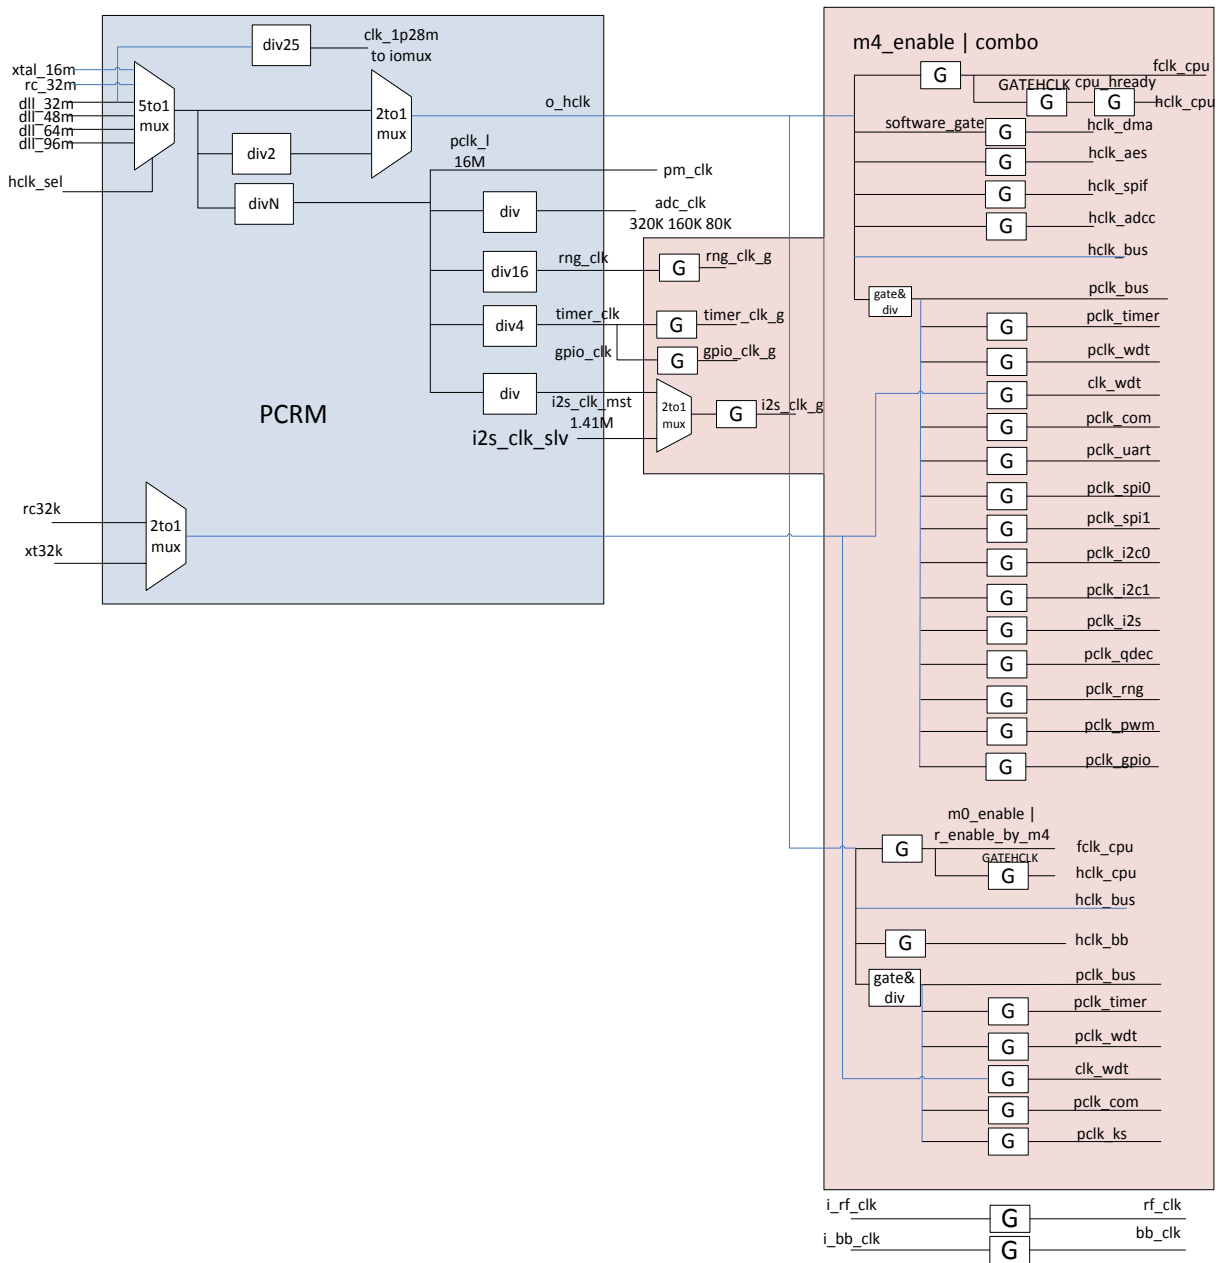 xtal_16m
rc_32m
dll_32m
dll_48m
dll_64m
dll_96m
hclk_sel
5to1
mux
div25
clk_1p28m
to iomux
2to1
mux
div2
divN
o_hclk
pclk_l
16M
pm_clk
div
adc_clk
320K 160K 80K
div16
rng_clk
G
rng_clk_g
div4
timer_clk
G
timer_clk_g
gpio_clk
G
gpio_clk_g
div
i2s_clk_mst
1.41M
i2s_clk_slv
2to1
mux
G
i2s_clk_g
PCRM
rc32k
xt32k
2to1
mux
m4_enable | combo
G
fclk_cpu
GATEHCLK
G
cpu_hready
G
hclk_cpu
software_gate
G
hclk_dma
G
hclk_aes
G
hclk_spif
G
hclk_adcc
hclk_bus
gate&
div
pclk_bus
G
pclk_timer
G
pclk_wdt
G
clk_wdt
G
pclk_com
G
pclk_uart
G
pclk_spi0
G
pclk_spi1
G
pclk_i2c0
G
pclk_i2c1
G
pclk_i2s
G
pclk_qdec
G
pclk_rng
G
pclk_pwm
G
pclk_gpio
m0_enable |
r_enable_by_m4
G
fclk_cpu
GATEHCLK
G
hclk_cpu
hclk_bus
G
hclk_bb
gate&
div
pclk_bus
G
pclk_timer
G
pclk_wdt
G
clk_wdt
G
pclk_com
G
pclk_ks
i_rf_clk
G
rf_clk
i_bb_clk
G
bb_clk